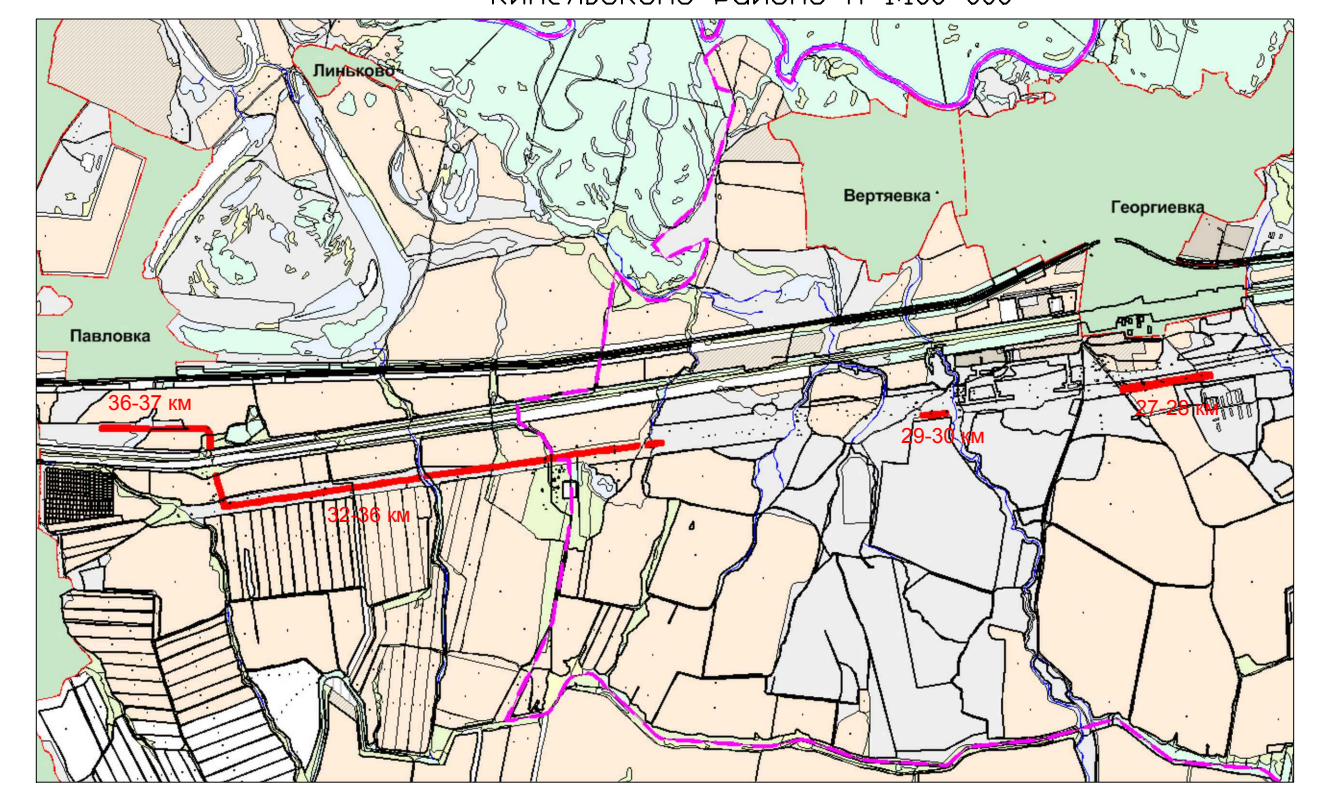 Линьково
Вертяевка
Георгиевка
Павловка
36-37 км
27-28 км
29-30 км
32-36 км